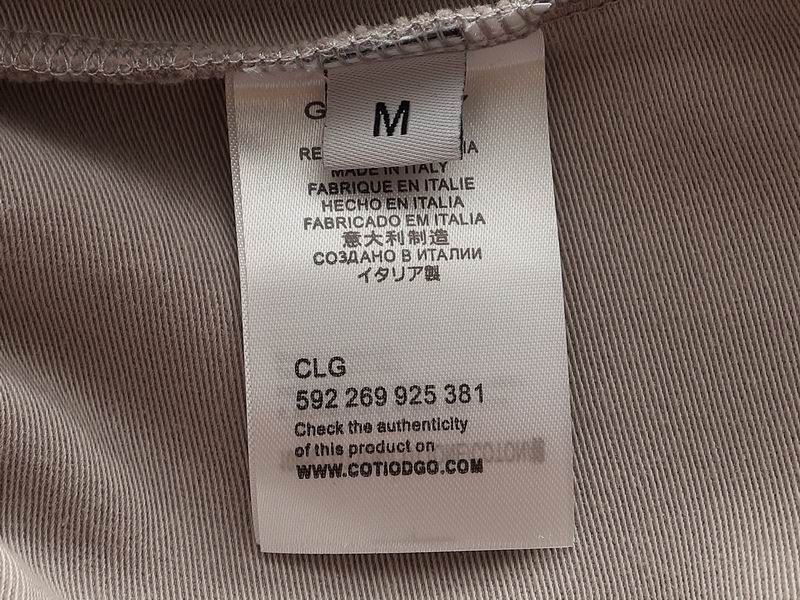 M
MADE IN ITALY
FABRIQUE EN ITALIE
HECHO EN ITALIA
FABRICADO EM ITALIA
意大利制造
СОЗДАНО В ИТАЛИИ
イタリア製
CLG
592 269 925 381
Check the authenticity
of this product on
WWW.COTIODGO.COM